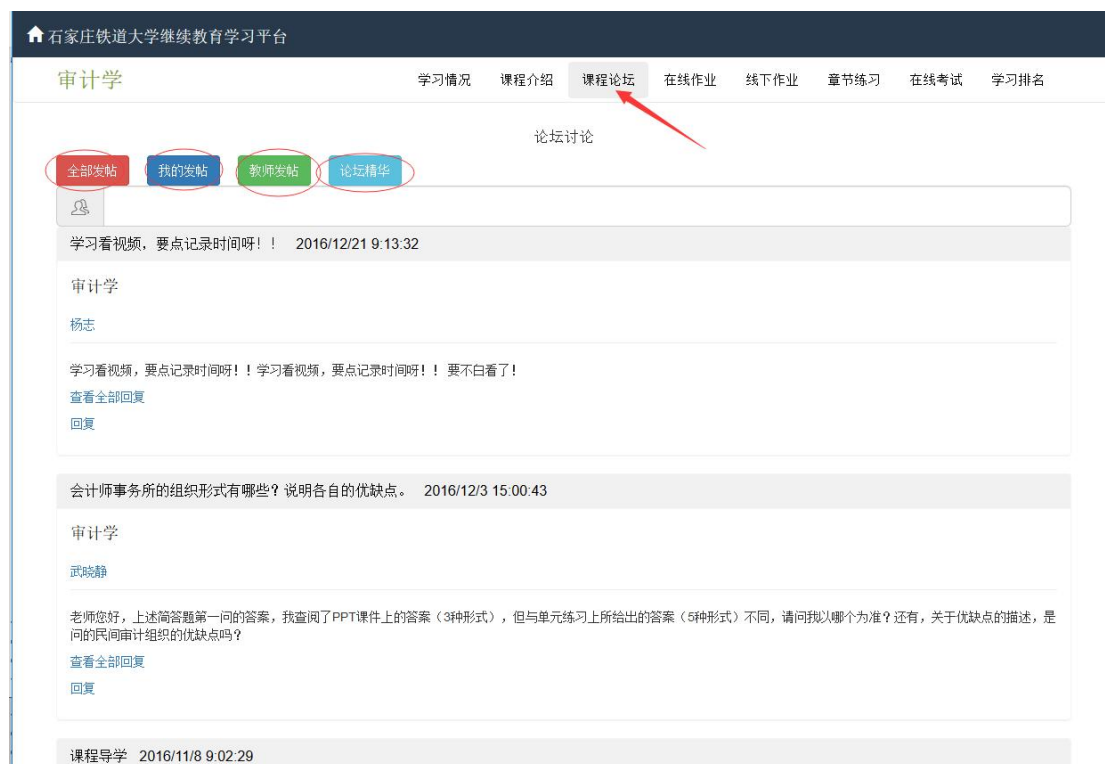 石家庄铁道大学继续教育学习平台
审计学 学习情况 课程介绍 课程论坛 在线作业 线下作业 章节练习 在线考试 学习排名
论坛讨论
全部发帖 我的发帖 教师发帖 论坛精华
学习看视频，要点记录时间呀！！ 2016/12/21 9:13:32
审计学
杨志
学习看视频，要点记录时间呀！！学习看视频，要点记录时间呀！！ 要不白看了！
查看全部回复
回复
会计师事务所的组织形式有哪些？说明各自的优缺点。 2016/12/3 15:00:43
审计学
武晓静
老师您好，上述简答题第一问的答案，我查阅了PPT课件上的答案（3种形式），但与单元练习上所给出的答案（5种形式）不同，请问我以哪个为准？还有，关于优缺点的描述，是
问的民间审计组织的优缺点吗？
查看全部回复
回复
课程导学 2016/11/8 9:02:29